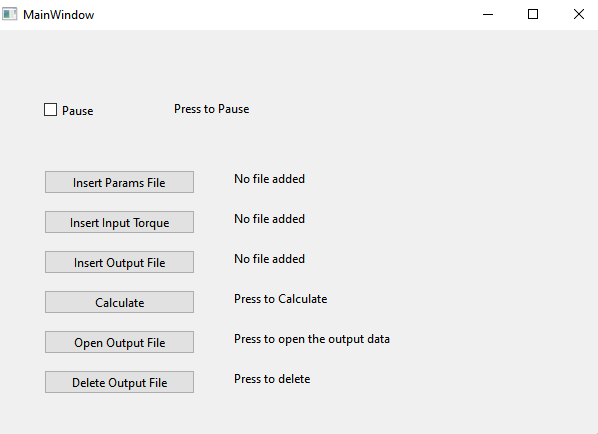 MainWindow
Pause Press to Pause
Insert Params File No file added
Insert Input Torque No file added
Insert Output File No file added
Calculate Press to Calculate
Open Output File Press to open the output data
Delete Output File Press to delete